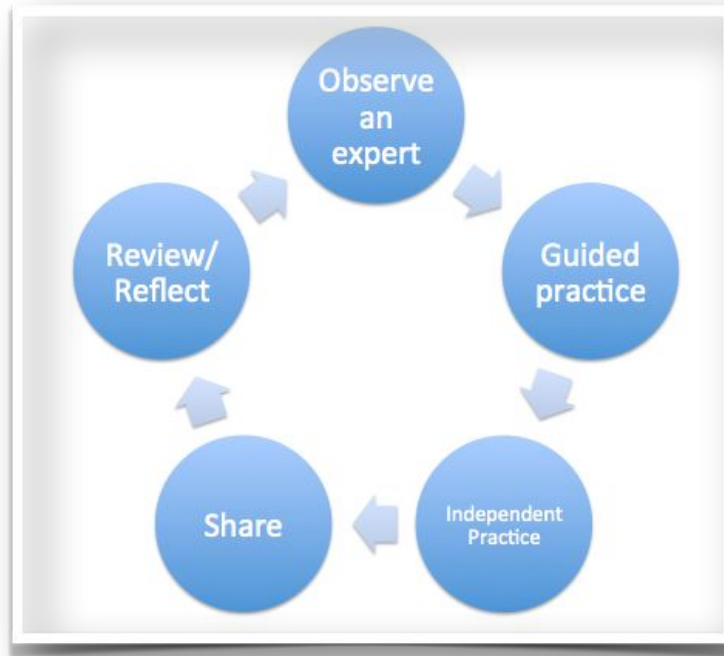 Observe
an
expert
Guided
practice
Independent
Practice
Share
Review/
Reflect